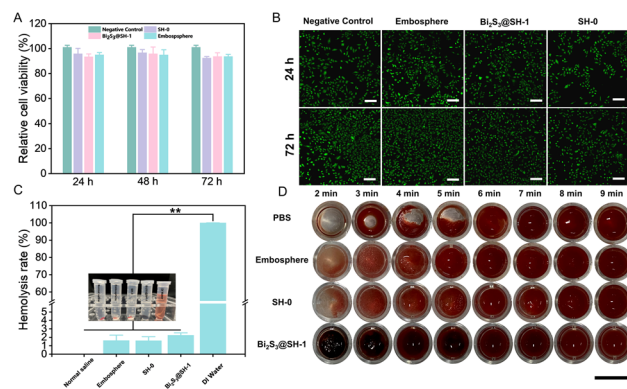 A
Relative cell viability (%)
120
100
80
60
40
20
0
Negative Control
SH-0
Bi₂S₃@SH-1
Embospaphere
24 h
48 h
72 h
B
Negative Control
Embosphere
Bi₂S₃@SH-1
SH-0
24 h
72 h
C
Hemolysis rate (%)
110
100
90
80
70
60
5
4
3
2
1
0
**
Normal saline
Embosphere
SH-0
Bi₂S₃@SH-1
DI Water
D
2 min
3 min
4 min
5 min
6 min
7 min
8 min
9 min
PBS
Embosphere
SH-0
Bi₂S₃@SH-1